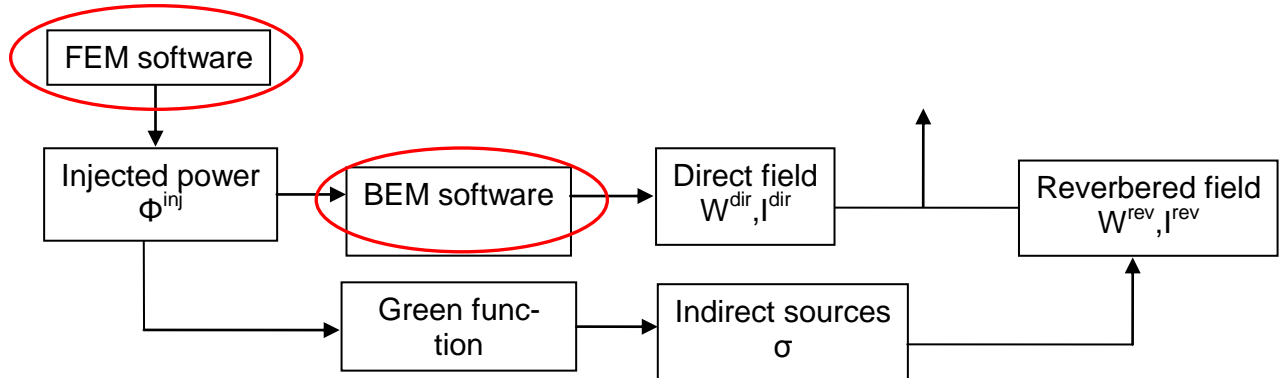 FEM software
Injected power
Φinj
BEM software
Direct field
Wdir,Idir
Reverbered field
Wrev,Irev
Green func-
tion
Indirect sources
σ